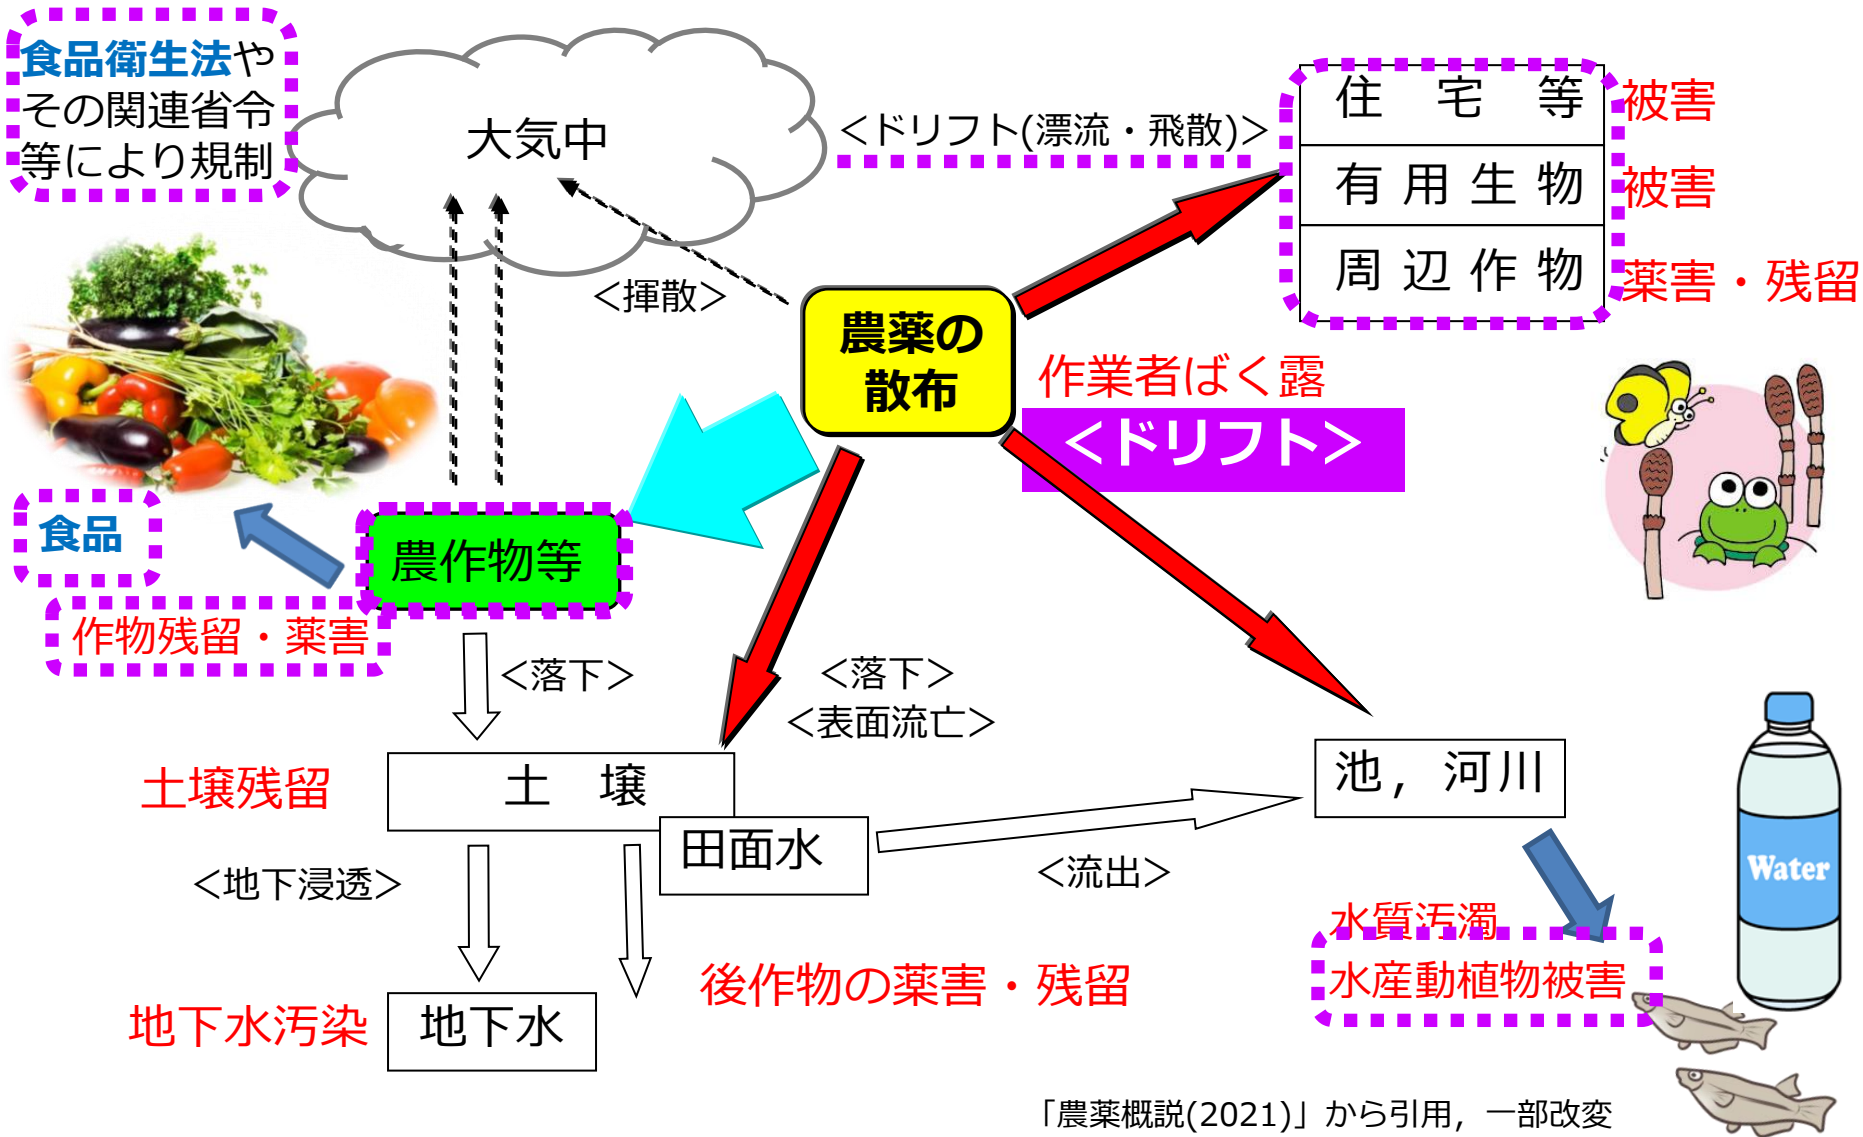 食品衛生法や
その関連省令
等により規制
大気中
＜ドリフト(漂流・飛散)＞
住宅等
被害
有用生物
被害
周辺作物
薬害・残留
＜揮散＞
農薬の
散布
作業者ばく露
＜ドリフト＞
食品
農作物等
作物残留・薬害
＜落下＞
＜落下＞
＜表面流亡＞
土壌残留
土壌
田面水
池，河川
＜地下浸透＞
＜流出＞
Water
水質汚濁
水産動植物被害
後作物の薬害・残留
地下水汚染
地下水
「農薬概説(2021)」から引用，一部改変